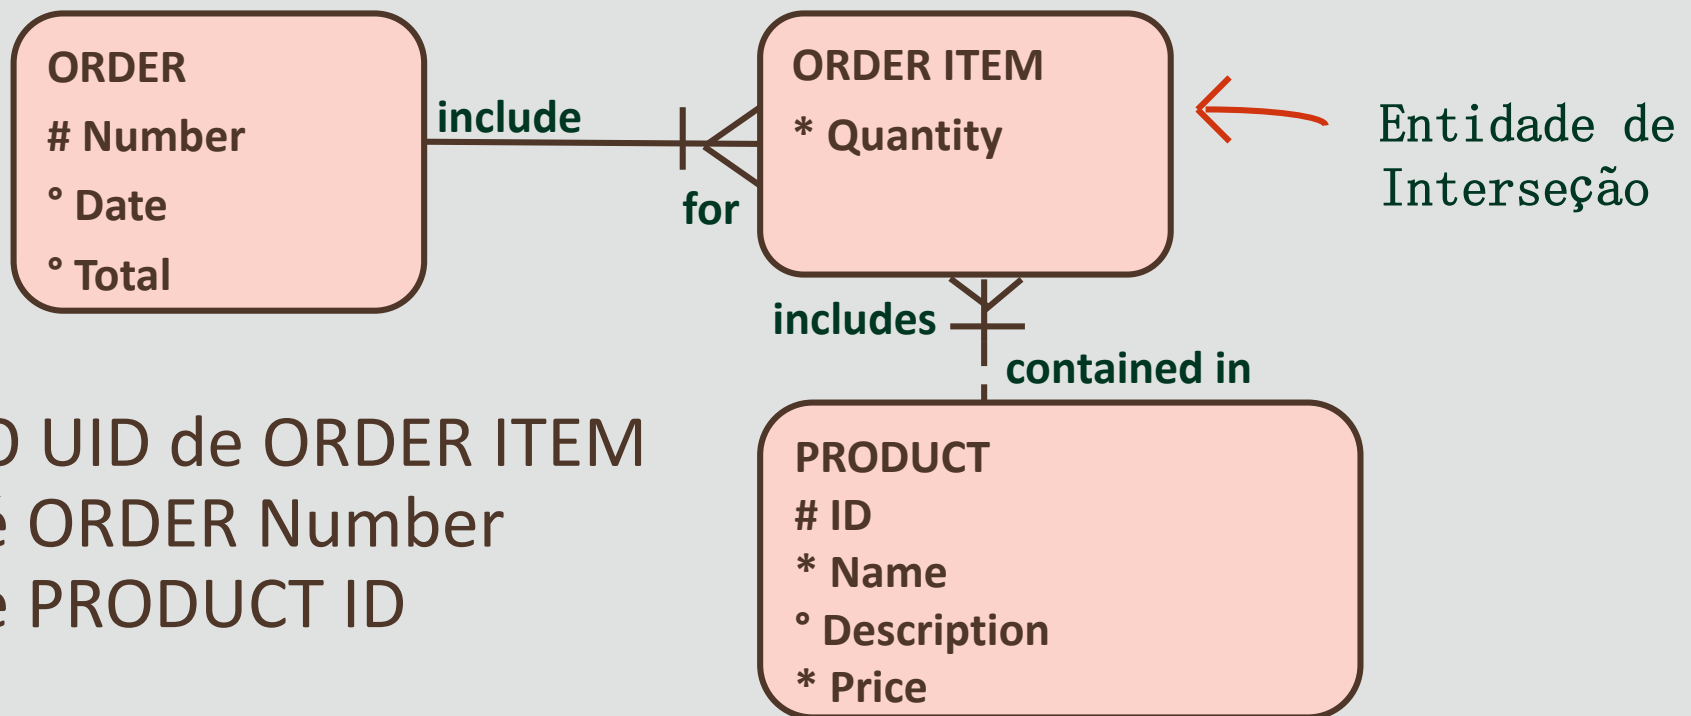 ORDER
# Number
° Date
° Total
include
for
ORDER ITEM
* Quantity
Entidade de
Interseção
includes
contained in
PRODUCT
# ID
* Name
° Description
* Price
O UID de ORDER ITEM
é ORDER Number
e PRODUCT ID